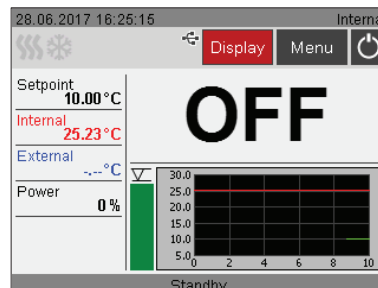 28.06.2017 16:25:15 Interna
Display Menu
Setpoint
10.00°C
Internal
25.23°C
External
-.--°C
Power
0 %
OFF
30.0
25.0
20.0
15.0
10.0
5.0
0 2 4 6 8 10
Standby